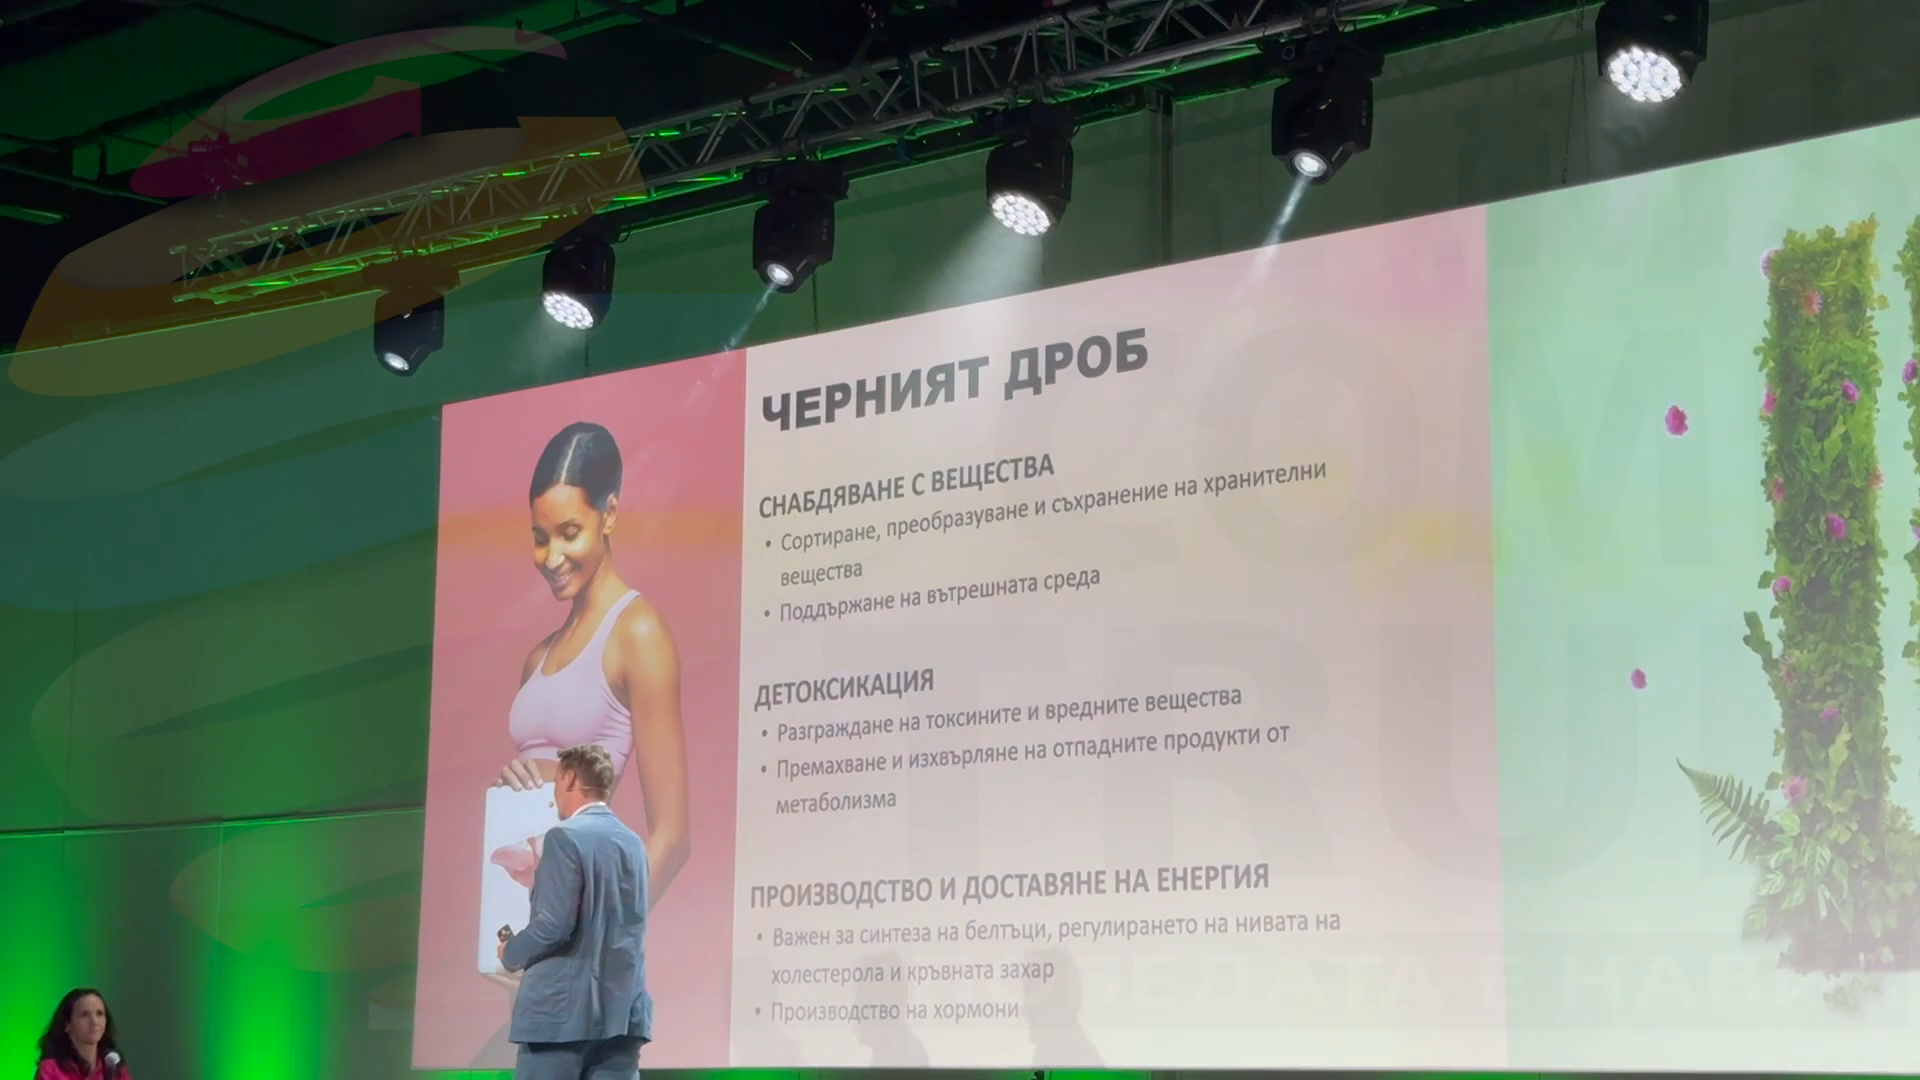 ЧЕРНИЯТ ДРОБ
СНАБДЯВАНЕ С ВЕЩЕСТВА
• Сортиране, преобразуване и съхранение на хранителни
вещества
• Поддържане на вътрешната среда
ДЕТОКСИКАЦИЯ
• Разграждане на токсините и вредните вещества
• Премахване и изхвърляне на отпадните продукти от
метаболизма
ПРОИЗВОДСТВО И ДОСТАВЯНЕ НА ЕНЕРГИЯ
• Важен за синтеза на белтъци, регулирането на нивата на
холестерола и кръвната захар
• Производство на хормони